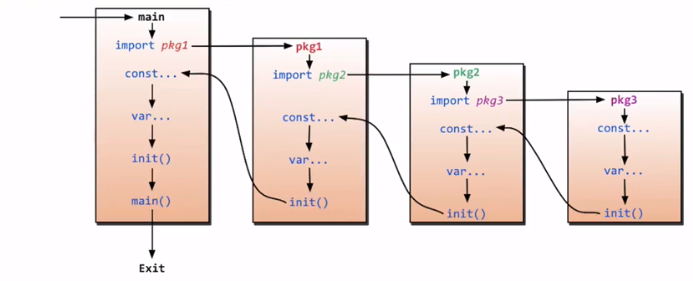 main
import pkg1
const...
var...
init()
main()
Exit
pkg1
import pkg2
const...
var...
init()
pkg2
import pkg3
const...
var...
init()
pkg3
const...
var...
init()